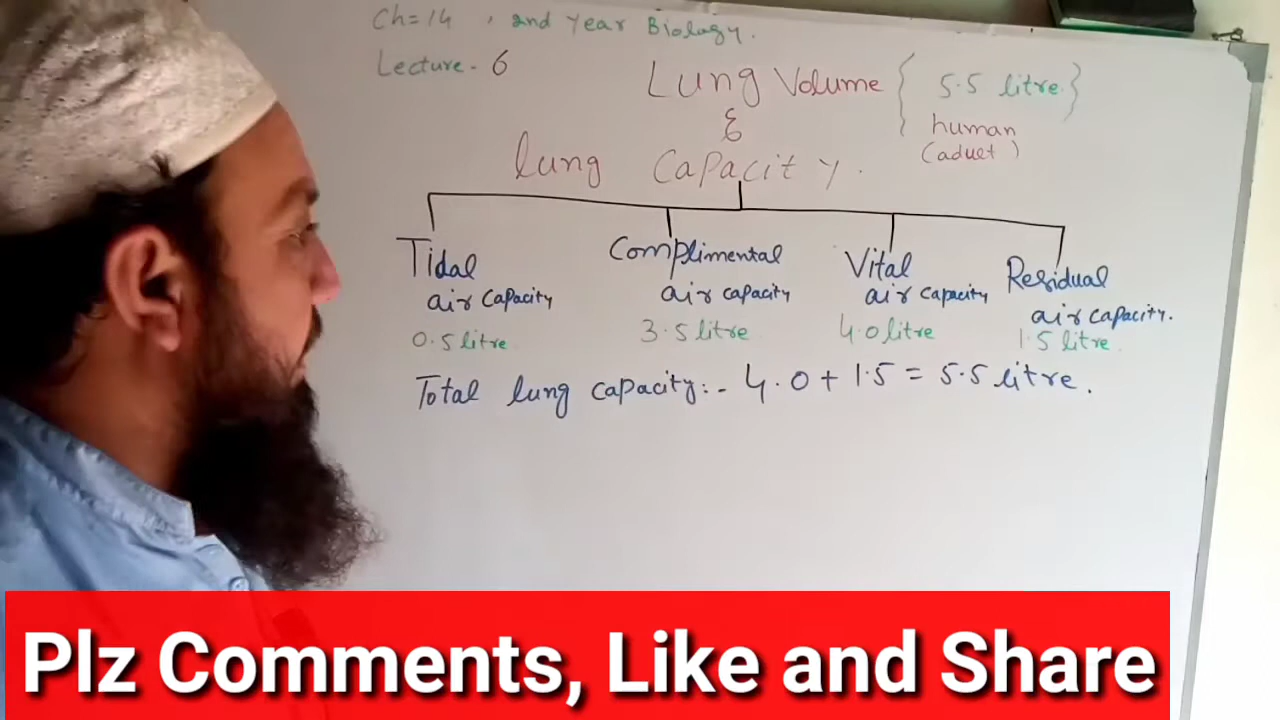 Ch=14, 2nd Year Biology.
Lecture-6
Lung Volume { 5.5 litre }
&
human
lung Capacity.
(aduet)
Tidal
air capacity
0.5 litre
Complimental
air capacity
3.5 litre
Vital
air capacity
4.0 litre
Residual
air capacity.
1.5 litre.
Total lung capacity:- 4.0 + 1.5 = 5.5 litre.
Plz Comments, Like and Share